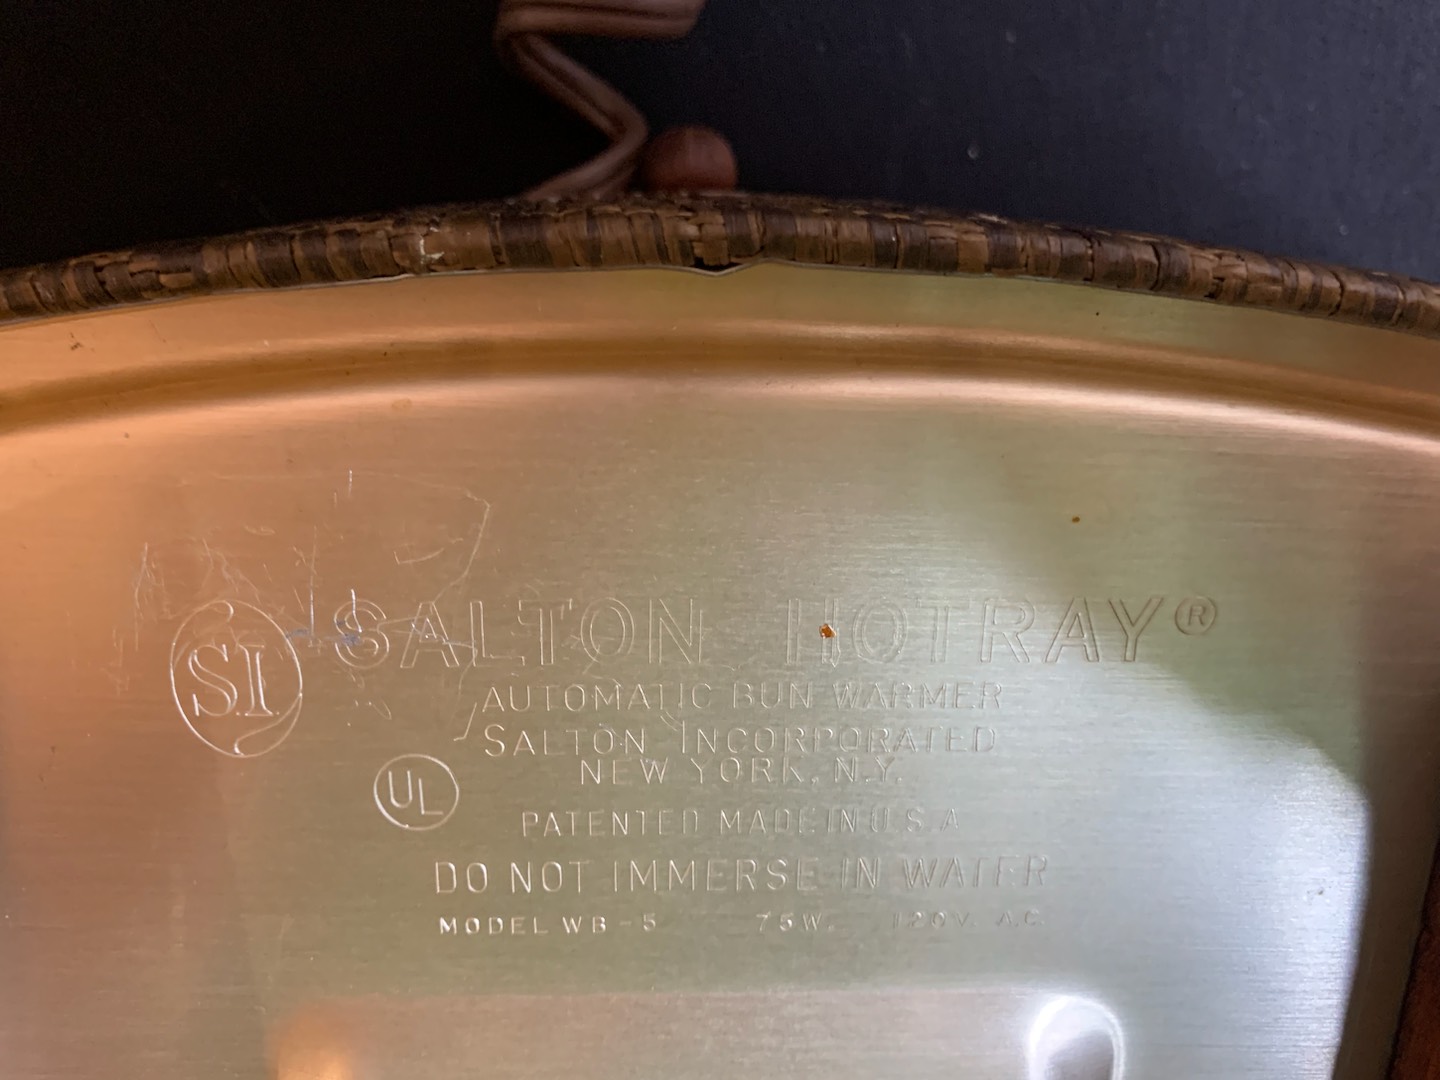 S.I.
SALTON HOTRAY®
AUTOMATIC BUN WARMER
SALTON INCORPORATED
NEW YORK, N.Y.
UL
PATENTED MADE IN U.S.A
DO NOT IMMERSE IN WATER
MODEL WB-5 75W. 120V. A.C.